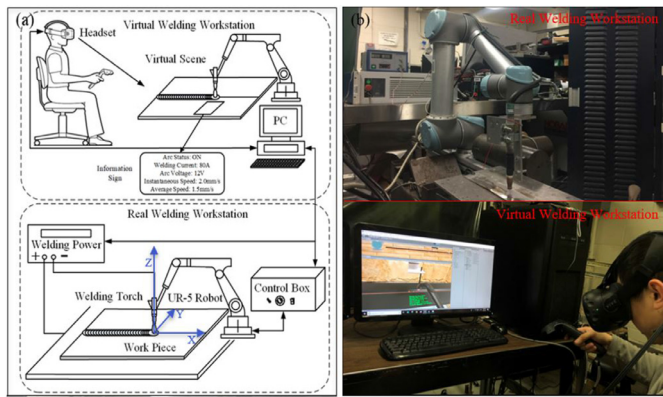 (a)
Virtual Welding Workstation
Headset
Virtual Scene
PC
Information
Sign
Arc Status: ON
Welding Current: 80A
Arc Voltage: 12V
Instantaneous Speed: 2.0mm/s
Average Speed: 1.5mm/s
Real Welding Workstation
Welding Power
+ −
Z
Welding Torch
UR-5 Robot
Y
X
Control Box
Work Piece
(b)
Real Welding Workstation
Virtual Welding Workstation